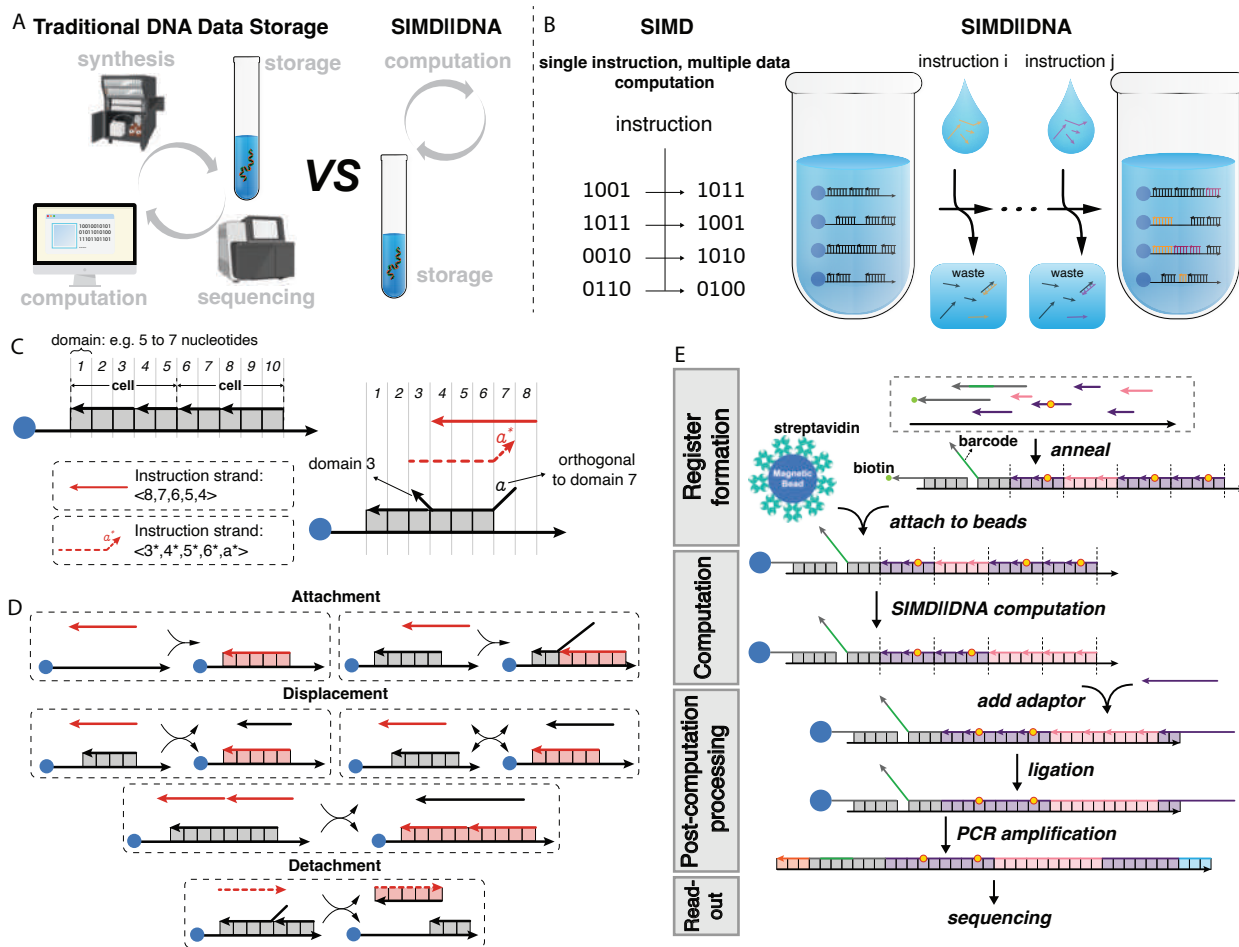 A
Traditional DNA Data Storage
SIMD||DNA
synthesis
storage
computation
VS
10010010101
01011010100
11101101101
computation
sequencing
storage
B
SIMD
SIMD||DNA
single instruction, multiple data
computation
instruction
1001
1011
1011
1001
0010
1010
0110
0100
instruction i
instruction j
waste
waste
C
domain: e.g. 5 to 7 nucleotides
1 2 3 4 5 6 7 8 9 10
cell
cell
Instruction strand:
<8,7,6,5,4>
a*
Instruction strand:
<3*,4*,5*,6*,a*>
1 2 3 4 5 6 7 8
a*
domain 3
a
orthogonal
to domain 7
D
Attachment
Displacement
Detachment
E
Register
formation
Computation
Post-computation
processing
Read-
out
streptavidin
Magnetic
Bead
biotin
barcode
anneal
attach to beads
SIMD||DNA computation
add adaptor
ligation
PCR amplification
sequencing